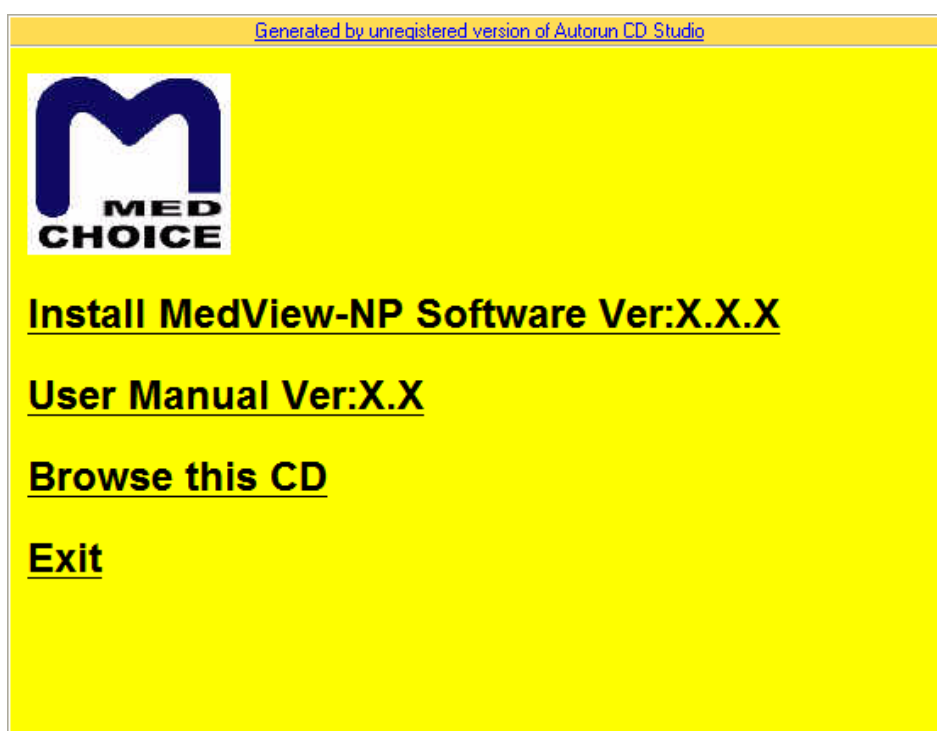 Generated by unregistered version of Autorun CD Studio
MED
CHOICE
Install MedView-NP Software Ver:X.X.X
User Manual Ver:X.X
Browse this CD
Exit